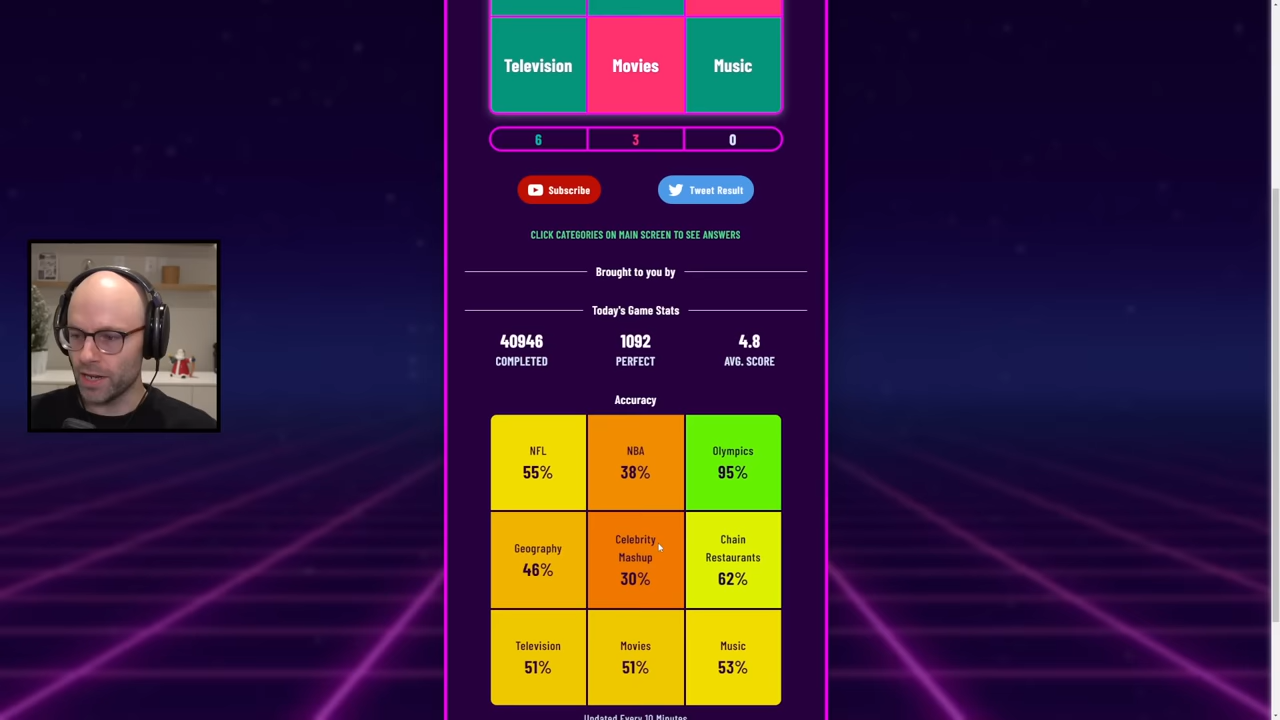 Television Movies Music
6 3 0
Subscribe Tweet Result
CLICK CATEGORIES ON MAIN SCREEN TO SEE ANSWERS
Brought to you by
Today's Game Stats
40946 1092 4.8
COMPLETED PERFECT AVG. SCORE
Accuracy
NFL NBA Olympics
55% 38% 95%
Geography
46%
Celebrity
Mashup
30%
Chain
Restaurants
62%
Television Movies Music
51% 51% 53%
Updated Every 10 Minutes